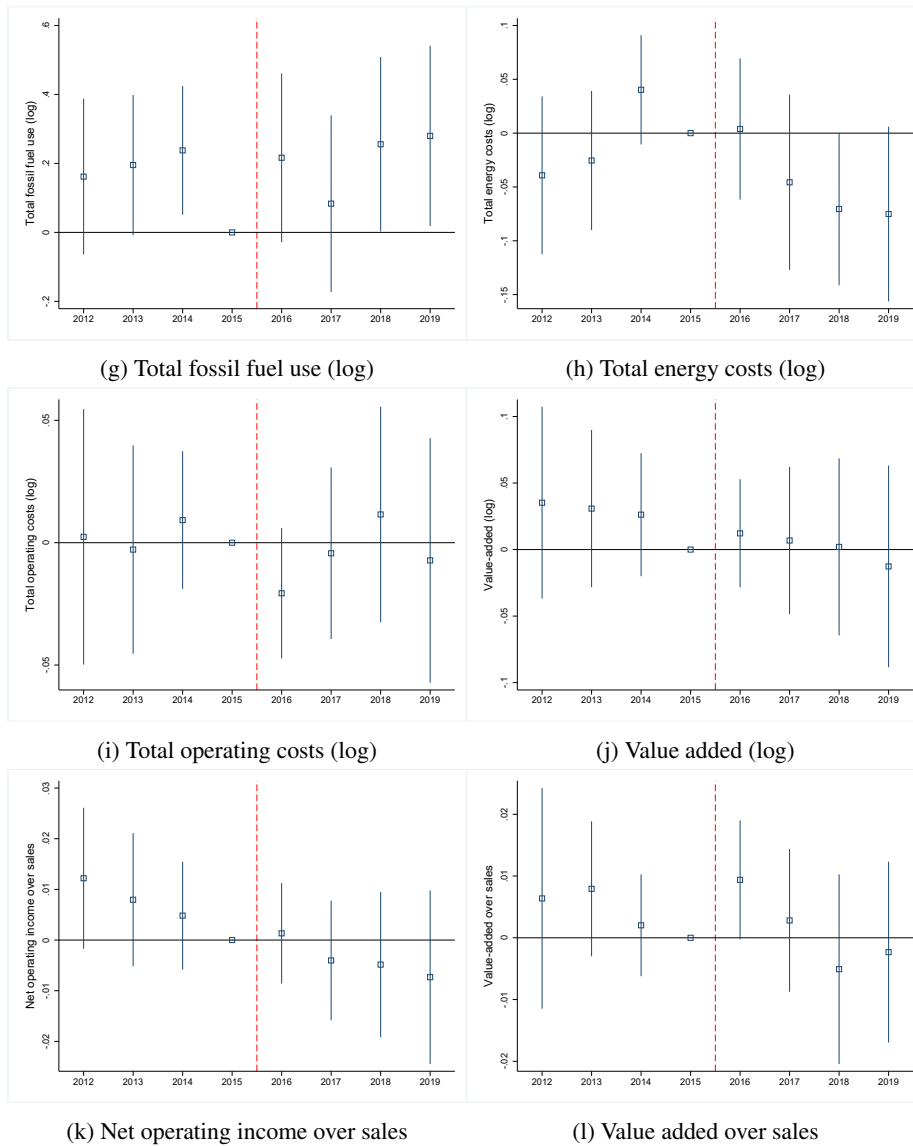 Total fossil fuel use (log)
.6
.4
.2
0
-.2
2012 2013 2014 2015 2016 2017 2018 2019
(g) Total fossil fuel use (log)
Total energy costs (log)
.1
.05
0
-.05
-.1
-.15
2012 2013 2014 2015 2016 2017 2018 2019
(h) Total energy costs (log)
Total operating costs (log)
.05
0
-.05
2012 2013 2014 2015 2016 2017 2018 2019
(i) Total operating costs (log)
Value-added (log)
.1
.05
0
-.05
-.1
2012 2013 2014 2015 2016 2017 2018 2019
(j) Value added (log)
Net operating income over sales
.03
.02
.01
0
-.01
-.02
2012 2013 2014 2015 2016 2017 2018 2019
(k) Net operating income over sales
Value-added over sales
.02
.01
0
-.01
-.02
2012 2013 2014 2015 2016 2017 2018 2019
(l) Value added over sales